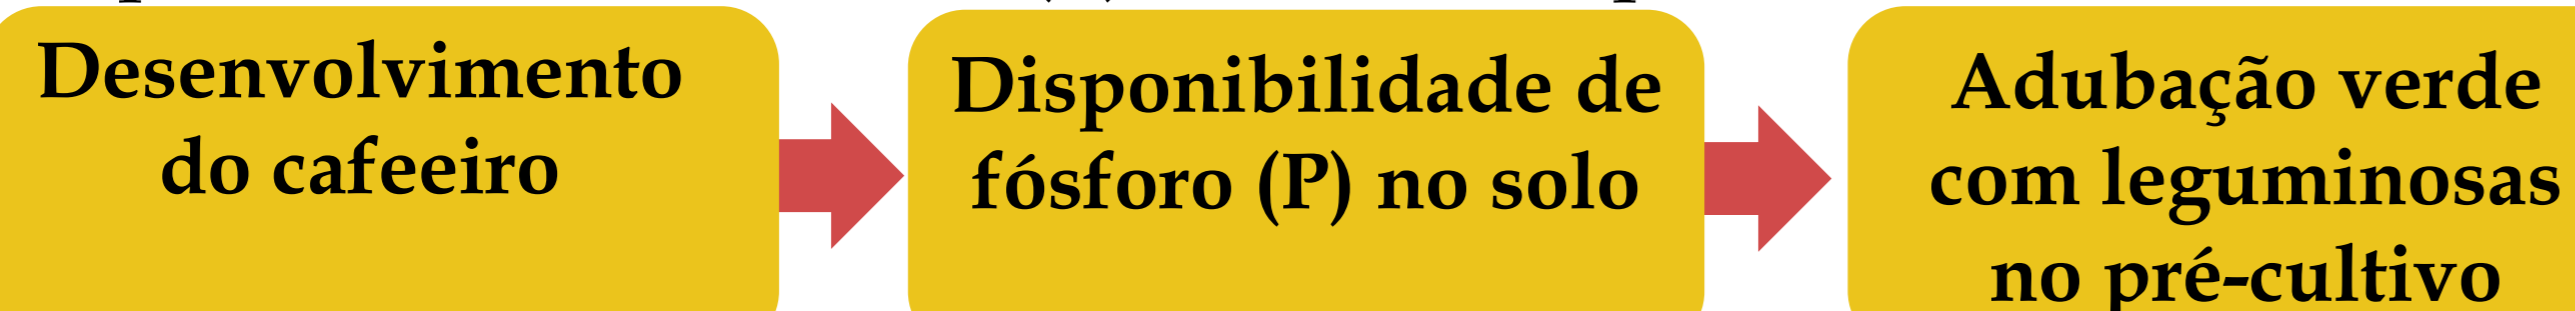 Desenvolvimento
do cafeeiro
Disponibilidade de
fósforo (P) no solo
Adubação verde
com leguminosas
no pré-cultivo